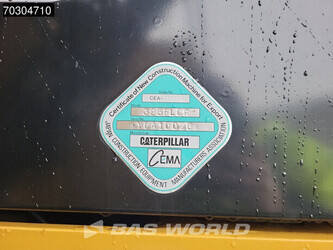 70304710
Certificate of New Construction Machine for Export
CEA-
CATERPILLAR
CEMA
JAPAN CONSTRUCTION EQUIPMENT MANUFACTURERS ASSOCIATION
BAS WORLD